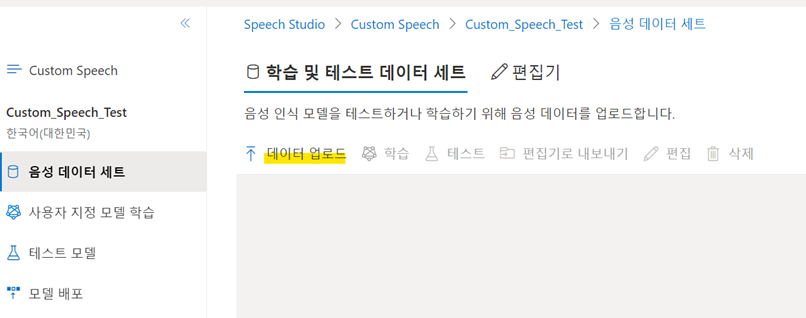 «
Custom Speech
Custom_Speech_Test
한국어(대한민국)
음성 데이터 세트
사용자 지정 모델 학습
테스트 모델
모델 배포
Speech Studio > Custom Speech > Custom_Speech_Test > 음성 데이터 세트
학습 및 테스트 데이터 세트 편집기
음성 인식 모델을 테스트하거나 학습하기 위해 음성 데이터를 업로드합니다.
데이터 업로드 학습 테스트 편집기로 내보내기 편집 삭제